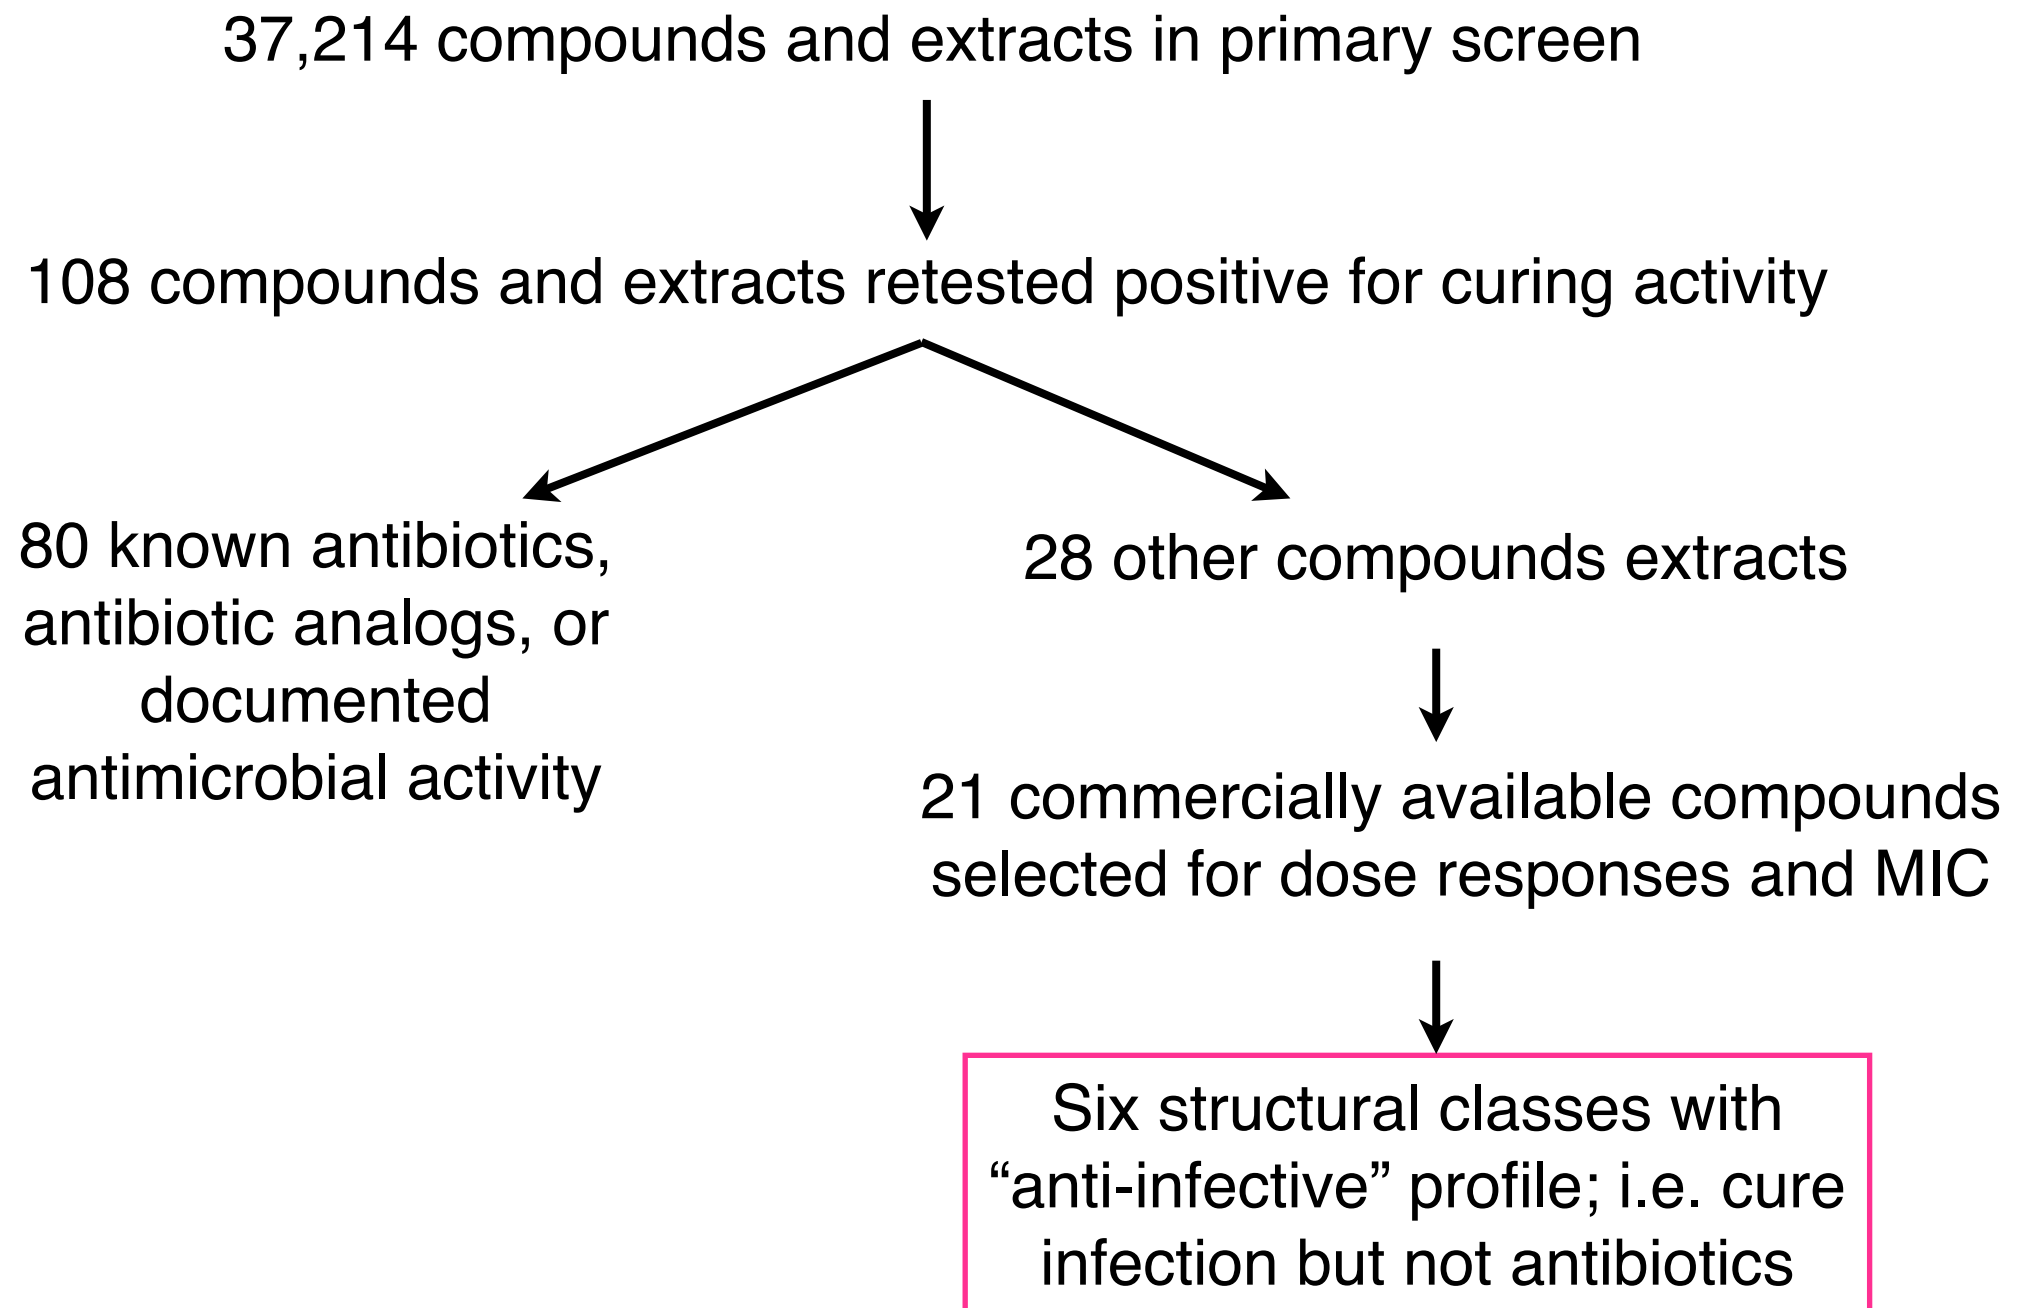 37,214 compounds and extracts in primary screen
108 compounds and extracts retested positive for curing activity
80 known antibiotics,
antibiotic analogs, or
documented
antimicrobial activity
28 other compounds extracts
21 commercially available compounds
selected for dose responses and MIC
Six structural classes with
“anti-infective” profile; i.e. cure
infection but not antibiotics